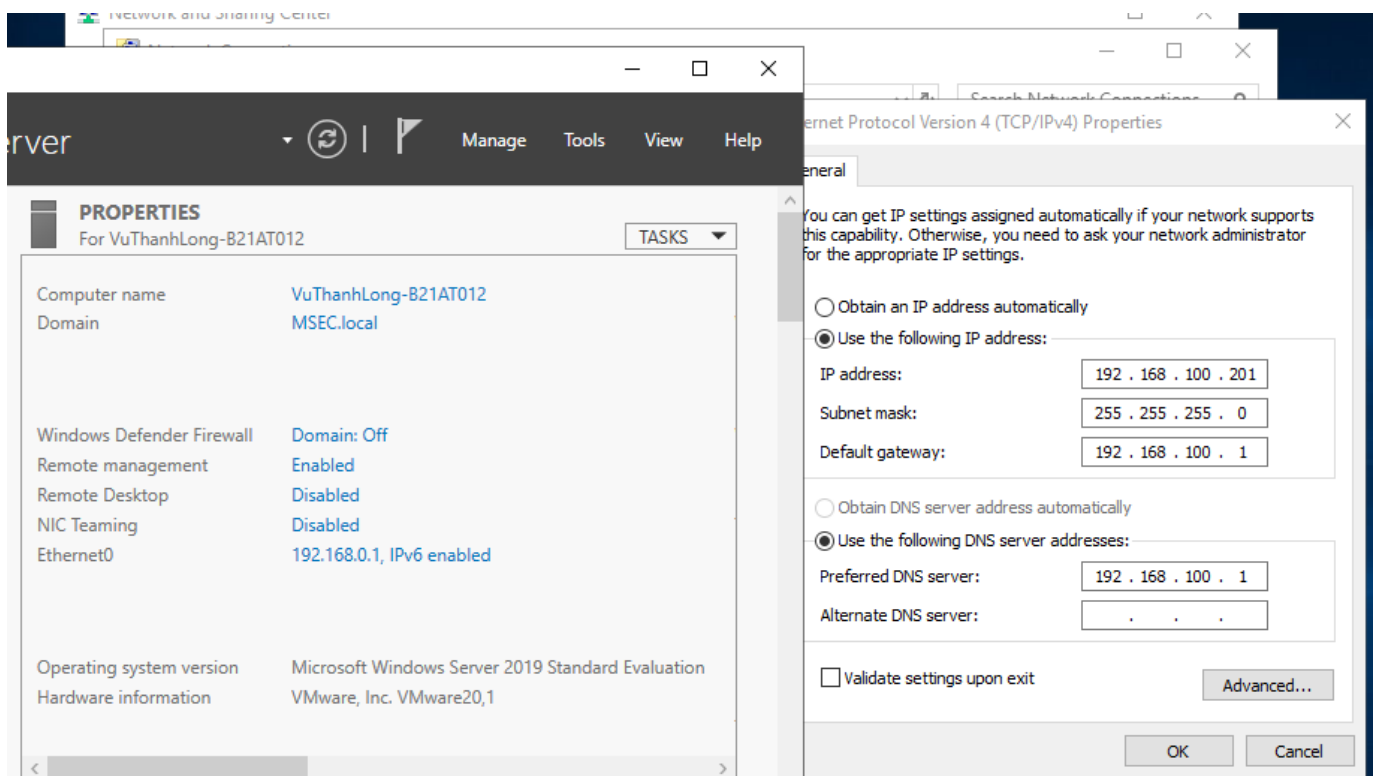 Network and Sharing Center
Search Network Connections
erver
Manage Tools View Help
PROPERTIES
For VuThanhLong-B21AT012
TASKS
Computer name VuThanhLong-B21AT012
Domain MSEC.local
Windows Defender Firewall Domain: Off
Remote management Enabled
Remote Desktop Disabled
NIC Teaming Disabled
Ethernet0 192.168.0.1, IPv6 enabled
Operating system version Microsoft Windows Server 2019 Standard Evaluation
Hardware information VMware, Inc. VMware20,1
ernet Protocol Version 4 (TCP/IPv4) Properties
eneral
You can get IP settings assigned automatically if your network supports
this capability. Otherwise, you need to ask your network administrator
for the appropriate IP settings.
Obtain an IP address automatically
Use the following IP address:
IP address: 192 . 168 . 100 . 201
Subnet mask: 255 . 255 . 255 . 0
Default gateway: 192 . 168 . 100 . 1
Obtain DNS server address automatically
Use the following DNS server addresses:
Preferred DNS server: 192 . 168 . 100 . 1
Alternate DNS server: . . .
Validate settings upon exit
Advanced...
OK Cancel